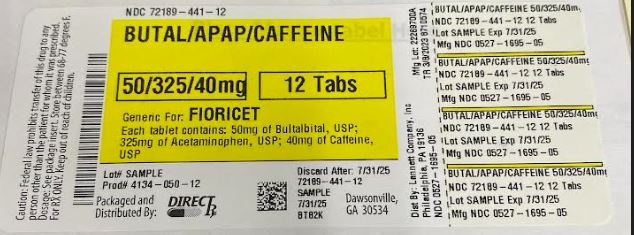 NDC 72189-441-12
BUTAL/APAP/CAFFEINE
50/325/40mg
12 Tabs
Generic For: FIORICET
Each tablet contains: 50mg of Bultalbital, USP;
325mg of Acetaminophen, USP; 40mg of Caffeine,
USP
Lot# SAMPLE
Prod# 4134-050-12
Packaged and
Distributed By:
DIRECT Rx
Discard After: 7/31/25
72189-441-12
SAMPLE
7/31/25
BT82K
Dawsonville,
GA 30534
Caution: Federal law prohibits transfer of this drug to any
person other than the patient for whom it was prescribed.
Dosage: See package insert. Store between 68-77 degrees F.
For RX ONLY. Keep out of reach of children.
Mfg Lot: 22269700A
TR 3/8/2023 8710574
Dist By: Lannett Company, Inc
Philadelphia, PA 19136
NDC 0527-1695-05
BUTAL/APAP/CAFFEINE 50/325/40mg
NDC 72189-441-12 12 Tabs
Lot SAMPLE Exp 7/31/25
Mfg NDC 0527-1695-05
BUTAL/APAP/CAFFEINE 50/325/40mg
NDC 72189-441-12 12 Tabs
Lot SAMPLE Exp 7/31/25
Mfg NDC 0527-1695-05
BUTAL/APAP/CAFFEINE 50/325/40mg
NDC 72189-441-12 12 Tabs
Lot SAMPLE Exp 7/31/25
Mfg NDC 0527-1695-05
BUTAL/APAP/CAFFEINE 50/325/40mg
NDC 72189-441-12 12 Tabs
Lot SAMPLE Exp 7/31/25
Mfg NDC 0527-1695-05